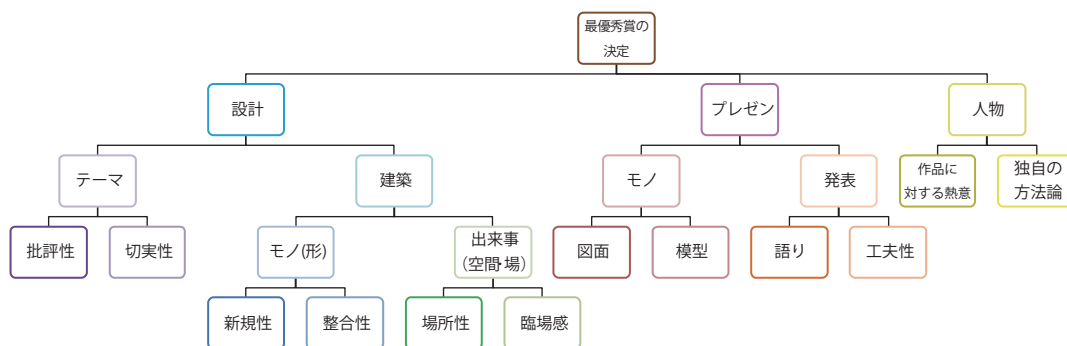 最優秀賞の
決定
設計
プレゼン
人物
テーマ
建築
モノ
発表
作品に
対する熱意
独自の
方法論
批評性
切実性
モノ(形)
出来事
(空間･場)
図面
模型
語り
工夫性
新規性
整合性
場所性
臨場感